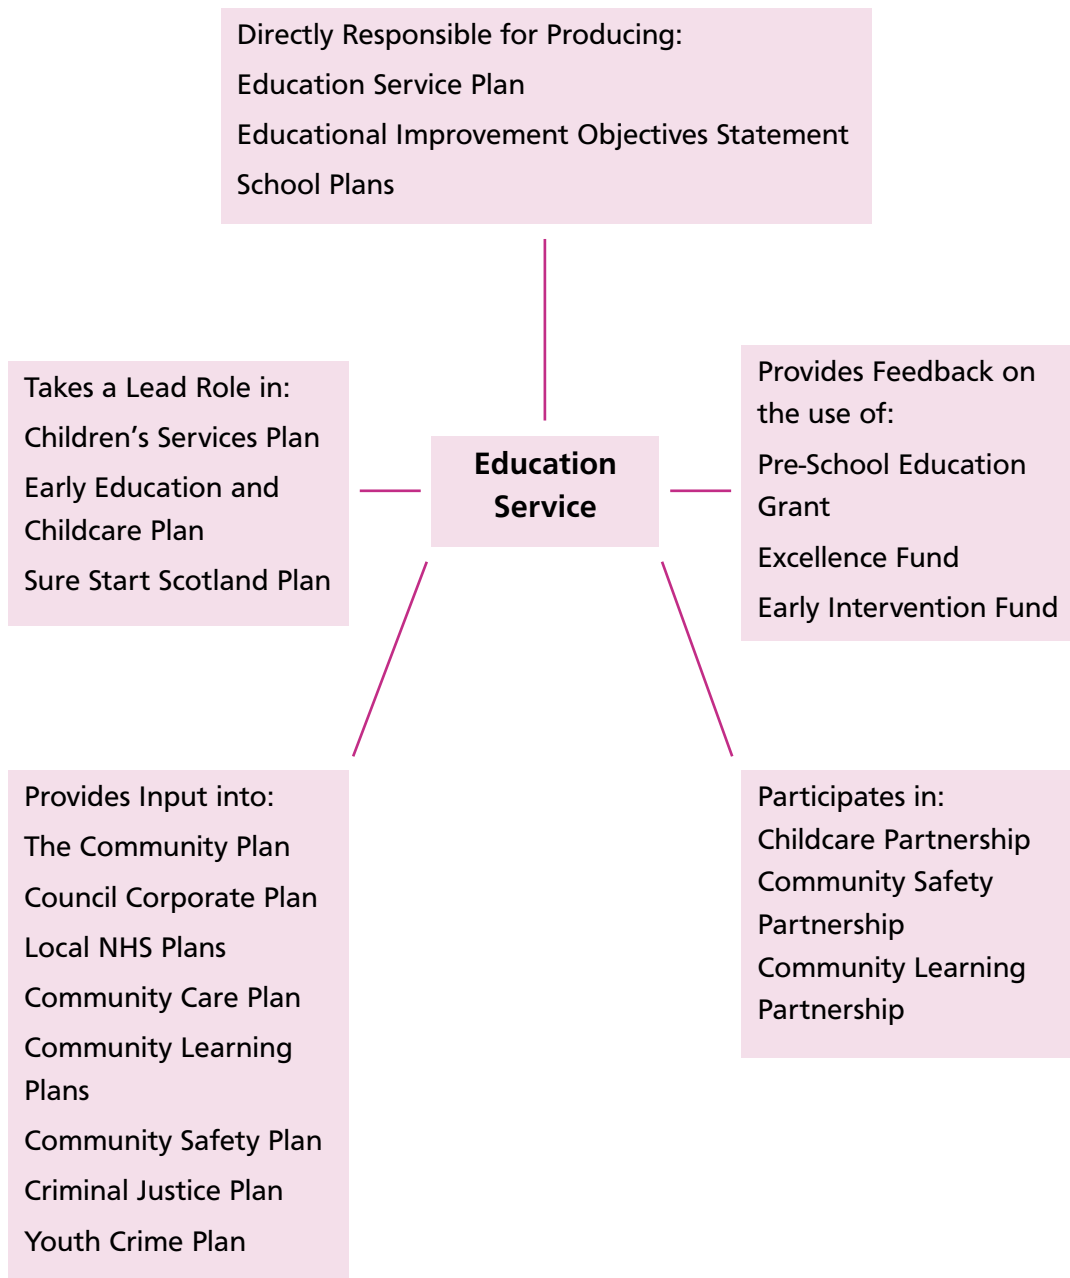 Directly Responsible for Producing:
Education Service Plan
Educational Improvement Objectives Statement
School Plans
Takes a Lead Role in:
Children’s Services Plan
Early Education and
Childcare Plan
Sure Start Scotland Plan
Education
Service
Provides Feedback on
the use of:
Pre-School Education
Grant
Excellence Fund
Early Intervention Fund
Provides Input into:
The Community Plan
Council Corporate Plan
Local NHS Plans
Community Care Plan
Community Learning
Plans
Community Safety Plan
Criminal Justice Plan
Youth Crime Plan
Participates in:
Childcare Partnership
Community Safety
Partnership
Community Learning
Partnership